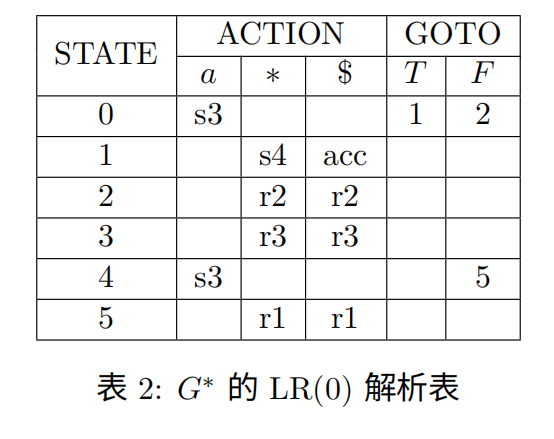 STATE ACTION GOTO
a * $ T F
0 s3 1 2
1 s4 acc
2 r2 r2
3 r3 r3
4 s3 5
5 r1 r1
表 2: G* 的 LR(0) 解析表